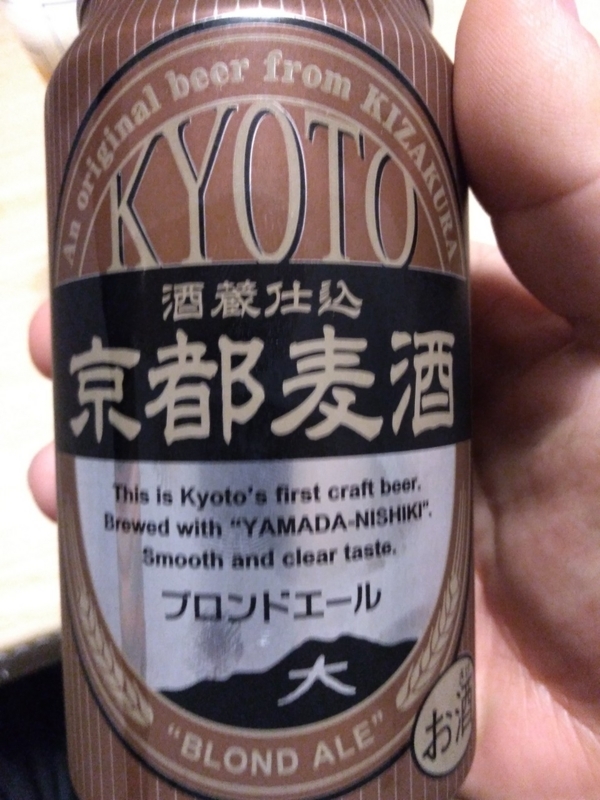 An original beer from KIZAKURA
KYOTO
酒蔵仕込
京都麦酒
This is Kyoto's first craft beer.
Brewed with "YAMADA-NISHIKI".
Smooth and clear taste.
ブロンドエール
大
"BLOND ALE"
お酒